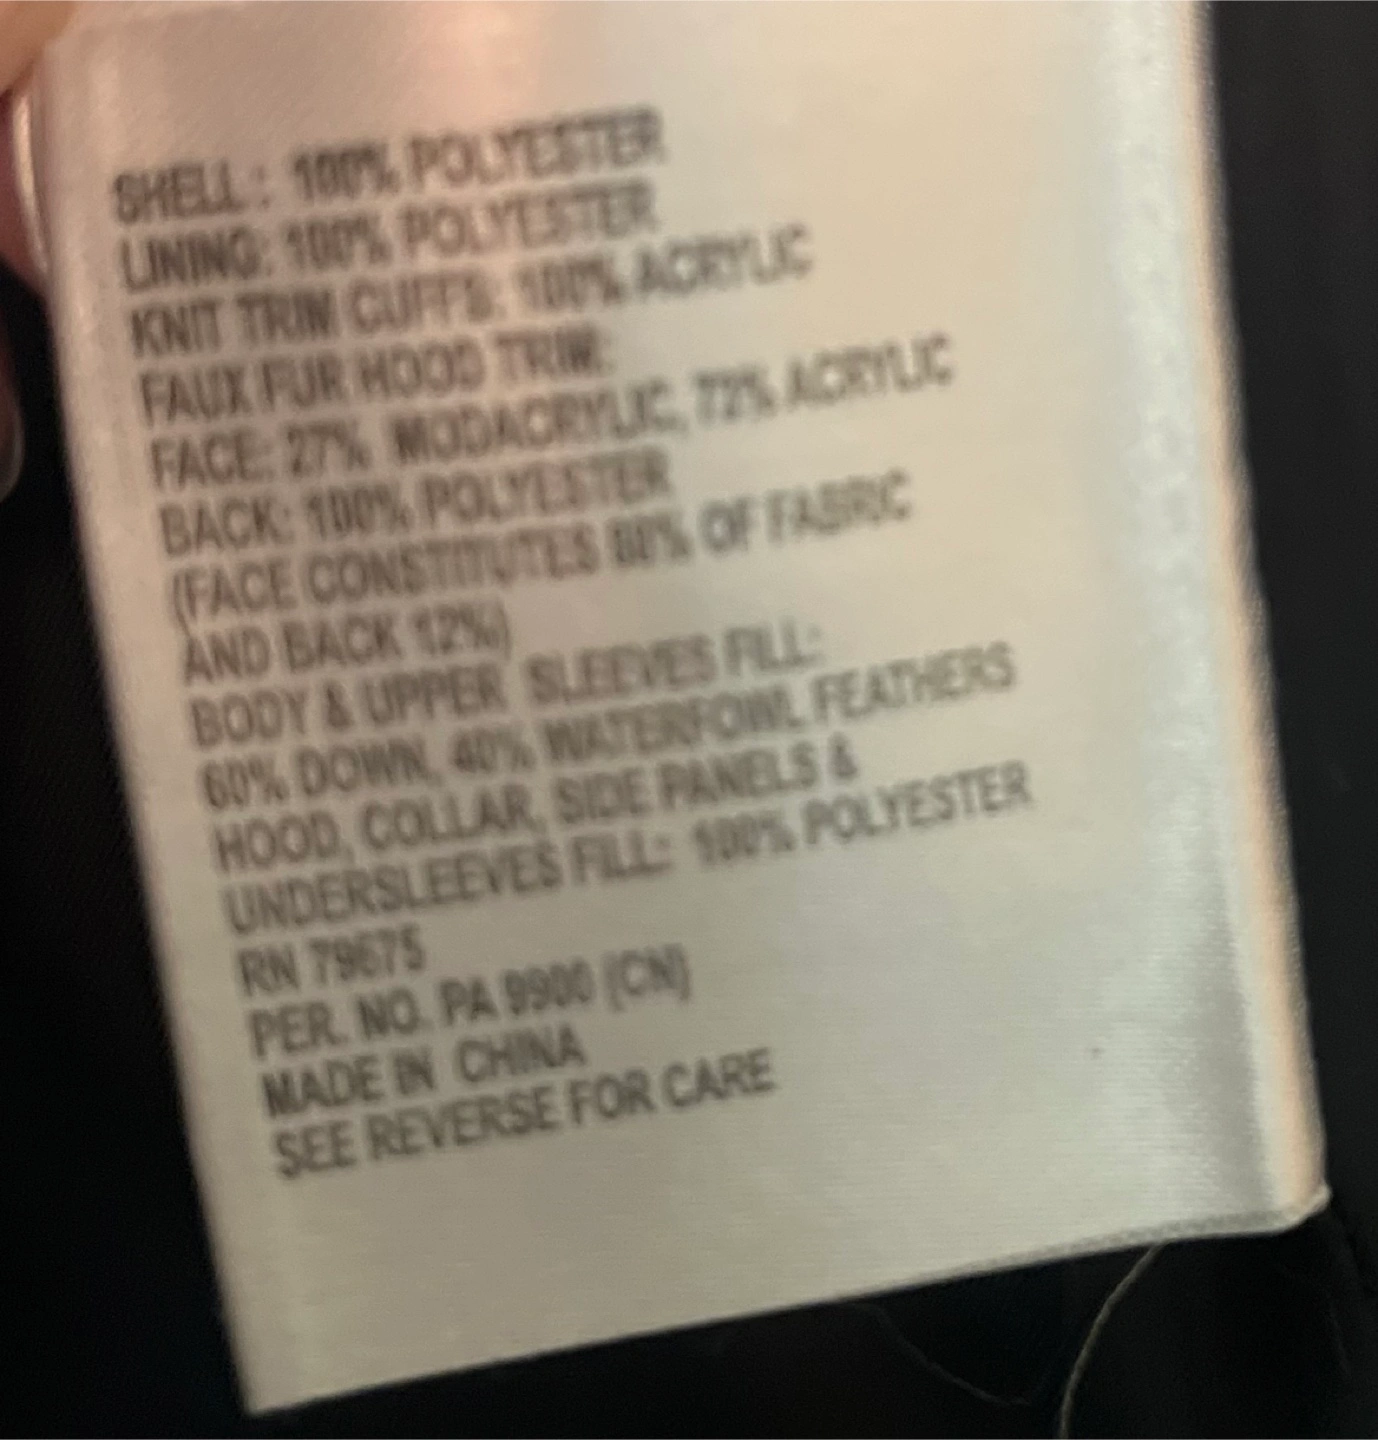 SHELL : 100% POLYESTER
LINING: 100% POLYESTER
KNIT TRIM CUFFS: 100% ACRYLIC
FAUX FUR HOOD TRIM:
FACE: 27% MODACRYLIC, 72% ACRYLIC
BACK: 100% POLYESTER
(FACE CONSTITUTES 88% OF FABRIC
AND BACK 12%)
BODY & UPPER SLEEVES FILL:
60% DOWN, 40% WATERFOWL FEATHERS
HOOD, COLLAR, SIDE PANELS &
UNDERSLEEVES FILL: 100% POLYESTER
RN 79675
PER. NO. PA 9900 (CN)
MADE IN CHINA
SEE REVERSE FOR CARE